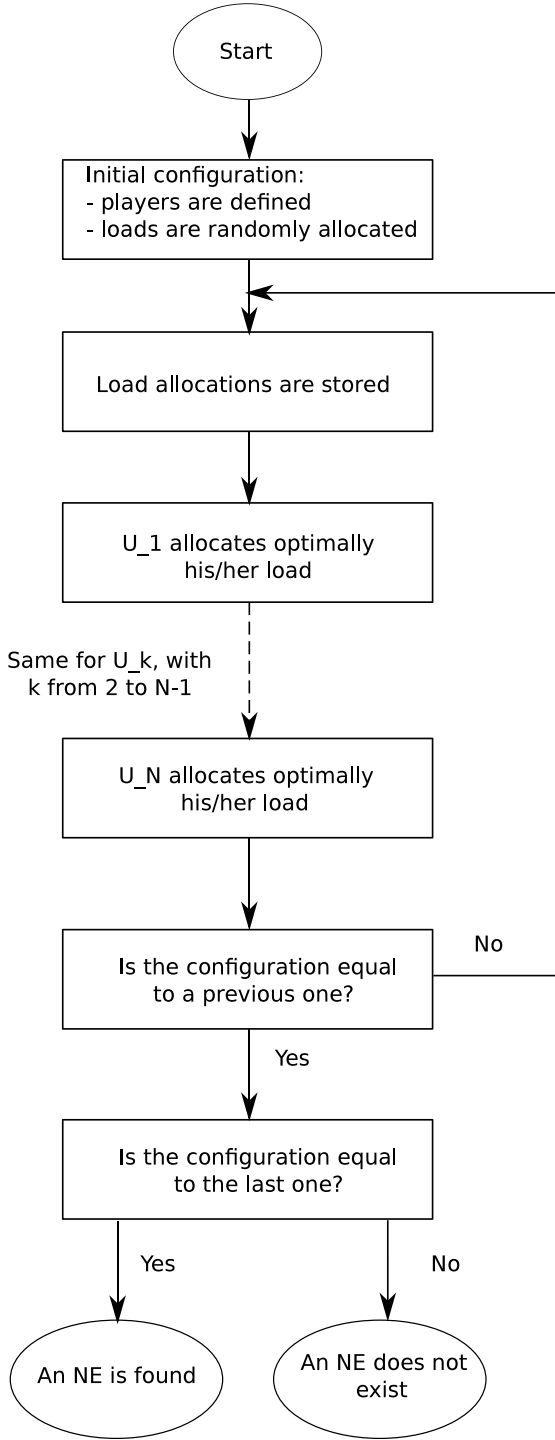 Start
Initial configuration:
- players are defined
- loads are randomly allocated
Load allocations are stored
U_1 allocates optimally
his/her load
Same for U_k, with
k from 2 to N-1
U_N allocates optimally
his/her load
Is the configuration equal
to a previous one?
No
Yes
Is the configuration equal
to the last one?
Yes
No
An NE is found
An NE does not
exist